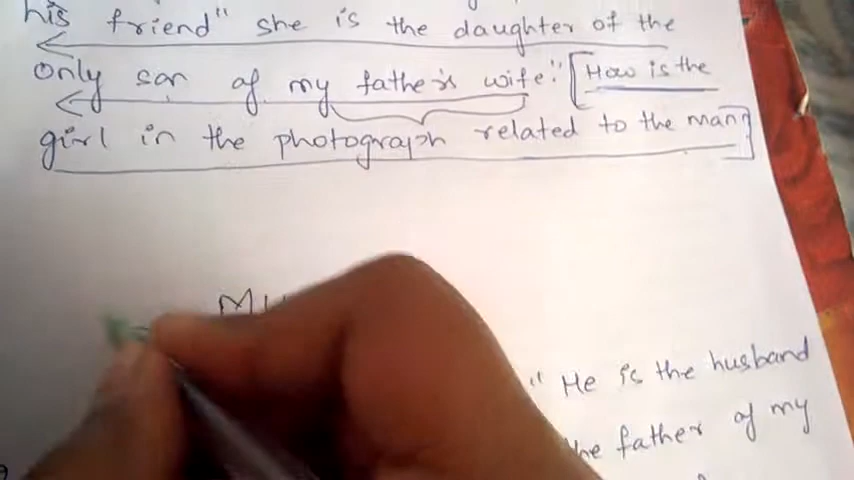 his friend" she is the daughter of the
only son of my father's wife." [How is the
girl in the photograph related to the man]
" He is the husband
the father of my